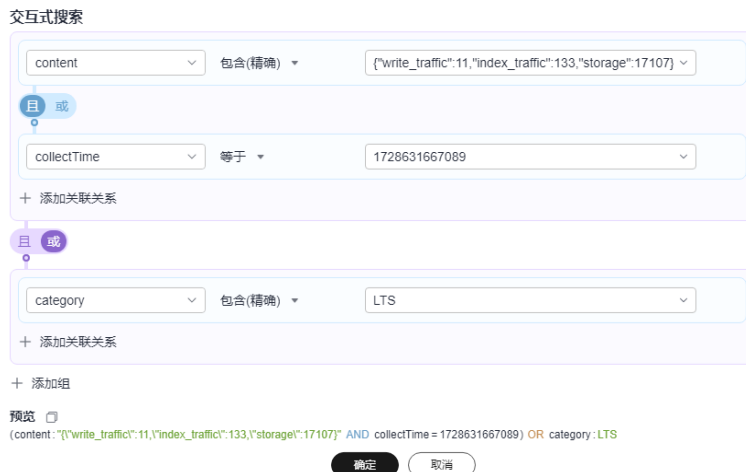 交互式搜索
content 包含(精确) {"write_traffic":11,"index_traffic":133,"storage":17107}
且 或
collectTime 等于 1728631667089
添加关联关系
且 或
category 包含(精确) LTS
添加关联关系
添加组
预览
(content : "{\"write_traffic\":11,\"index_traffic\":133,\"storage\":17107}" AND collectTime = 1728631667089) OR category : LTS
确定 取消